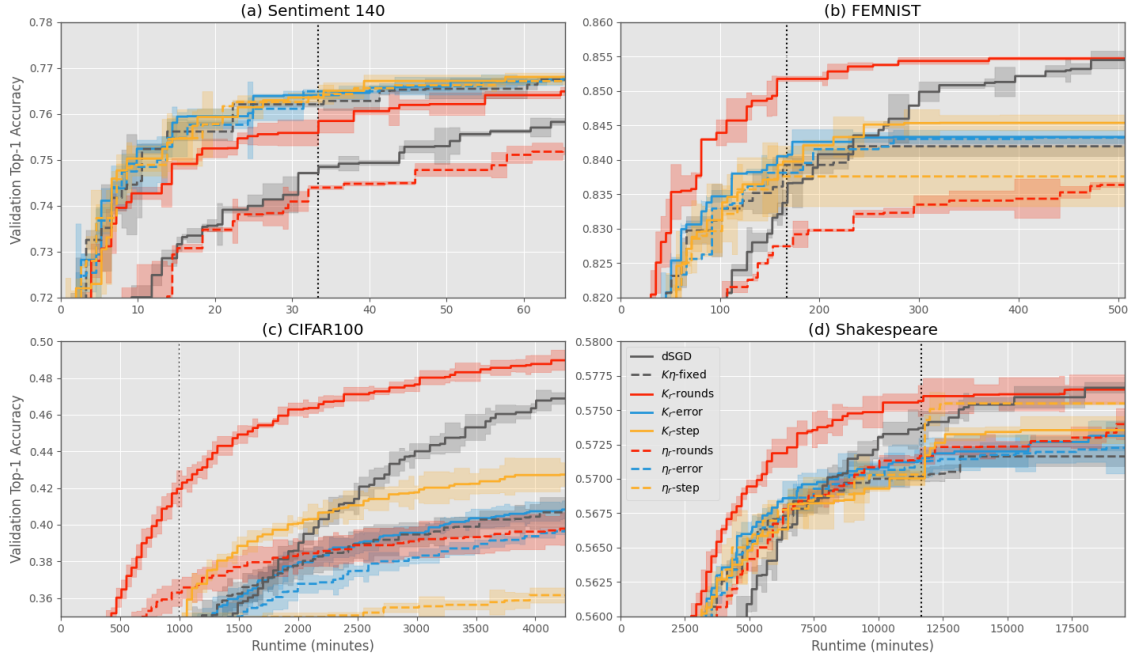 (a) Sentiment 140
(b) FEMNIST
Validation Top-1 Accuracy
0.78
0.77
0.76
0.75
0.74
0.73
0.72
0 10 20 30 40 50 60
0.860
0.855
0.850
0.845
0.840
0.835
0.830
0.825
0.820
0 100 200 300 400 500
(c) CIFAR100
(d) Shakespeare
Validation Top-1 Accuracy
0.50
0.48
0.46
0.44
0.42
0.40
0.38
0.36
0 500 1000 1500 2000 2500 3000 3500 4000
Runtime (minutes)
0.5800
0.5775
0.5750
0.5725
0.5700
0.5675
0.5650
0.5625
0.5600
dSGD
Kη-fixed
Kᵣ-rounds
Kᵣ-error
Kᵣ-step
ηᵣ-rounds
ηᵣ-error
ηᵣ-step
0 2500 5000 7500 10000 12500 15000 17500
Runtime (minutes)